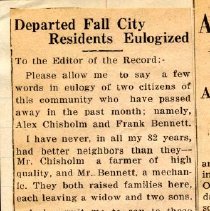 Departed Fall City
Residents Eulogized
To the Editor of the Record:-
Please allow me to say a few
words in eulogy of two citizens of
this community who have passed
away in the past month; namely,
Alex Chisholm and Frank Bennett.
I have never, in all my 82 years,
had better neighbors than they—
Mr. Chisholm a farmer of high
quality, and Mr. Bennett, a mechan-
ic. They both raised families here,
each leaving a widow and two sons.